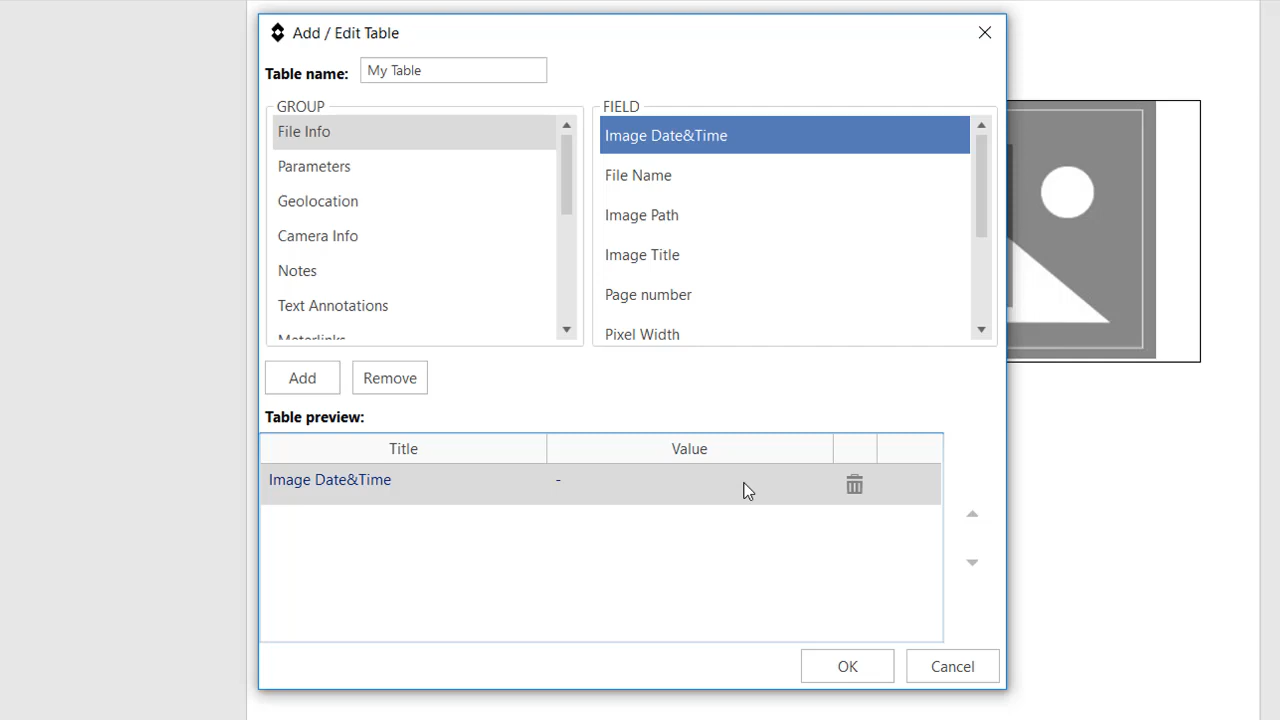 Add / Edit Table
Table name: My Table
GROUP
File Info
Parameters
Geolocation
Camera Info
Notes
Text Annotations
Meterlinks
FIELD
Image Date&Time
File Name
Image Path
Image Title
Page number
Pixel Width
Add Remove
Table preview:
Title Value
Image Date&Time -
OK Cancel